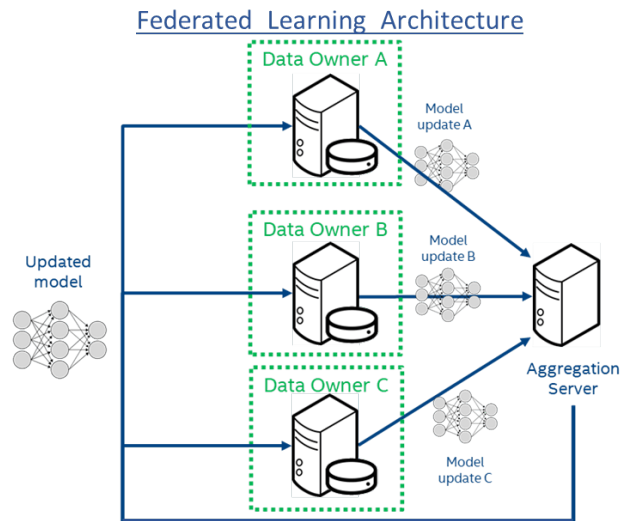 Federated Learning Architecture
Data Owner A
Model
update A
Data Owner B
Updated
model
Model
update B
Data Owner C
Aggregation
Server
Model
update C